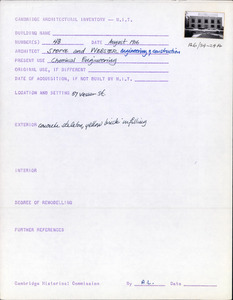 CAMBRIDGE ARCHITECTURAL INVENTORY -- M.I.T.
BUILDING NAME
NUMBER(S) 48 DATE August 1916
ARCHITECT Stone and Webster engineering & construction
PRESENT USE Chemical Engineering
ORIGINAL USE, IF DIFFERENT
DATE OF ACQUISITION, IF NOT BUILT BY M.I.T.
LOCATION AND SETTING 57 Vassar St.
EXTERIOR concrete skeleton, yellow brick infilling
INTERIOR
DEGREE OF REMODELLING
FURTHER REFERENCES
Cambridge Historical Commission By A.L. Date